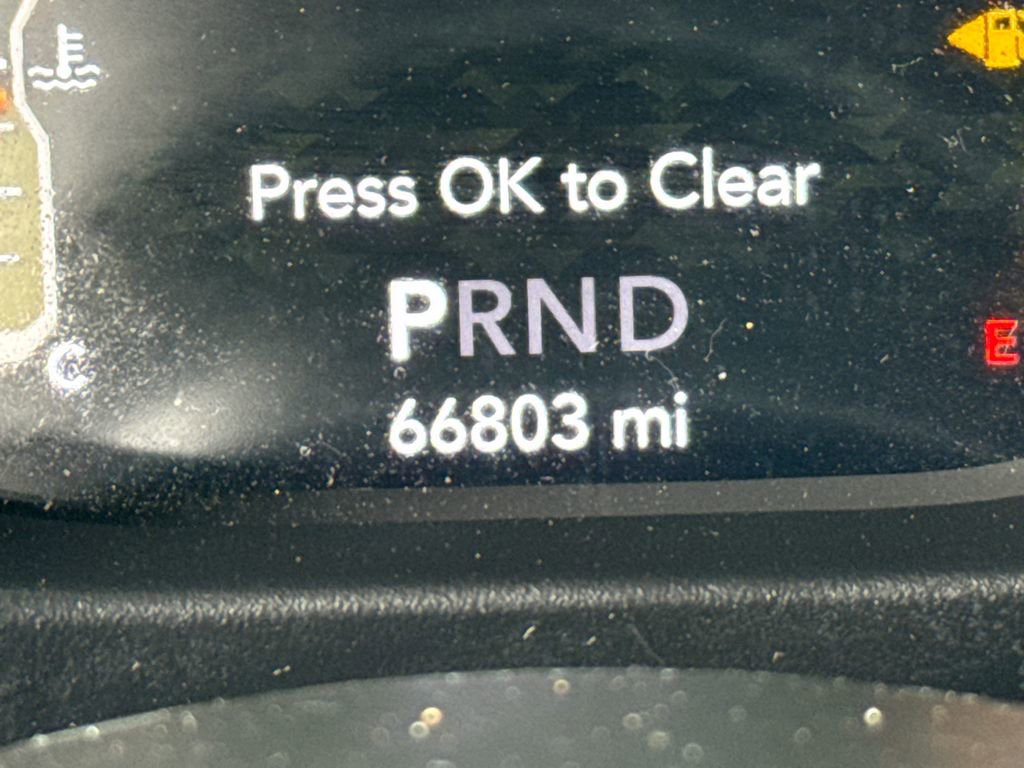 Press OK to Clear
PRND
E
C
66803 mi